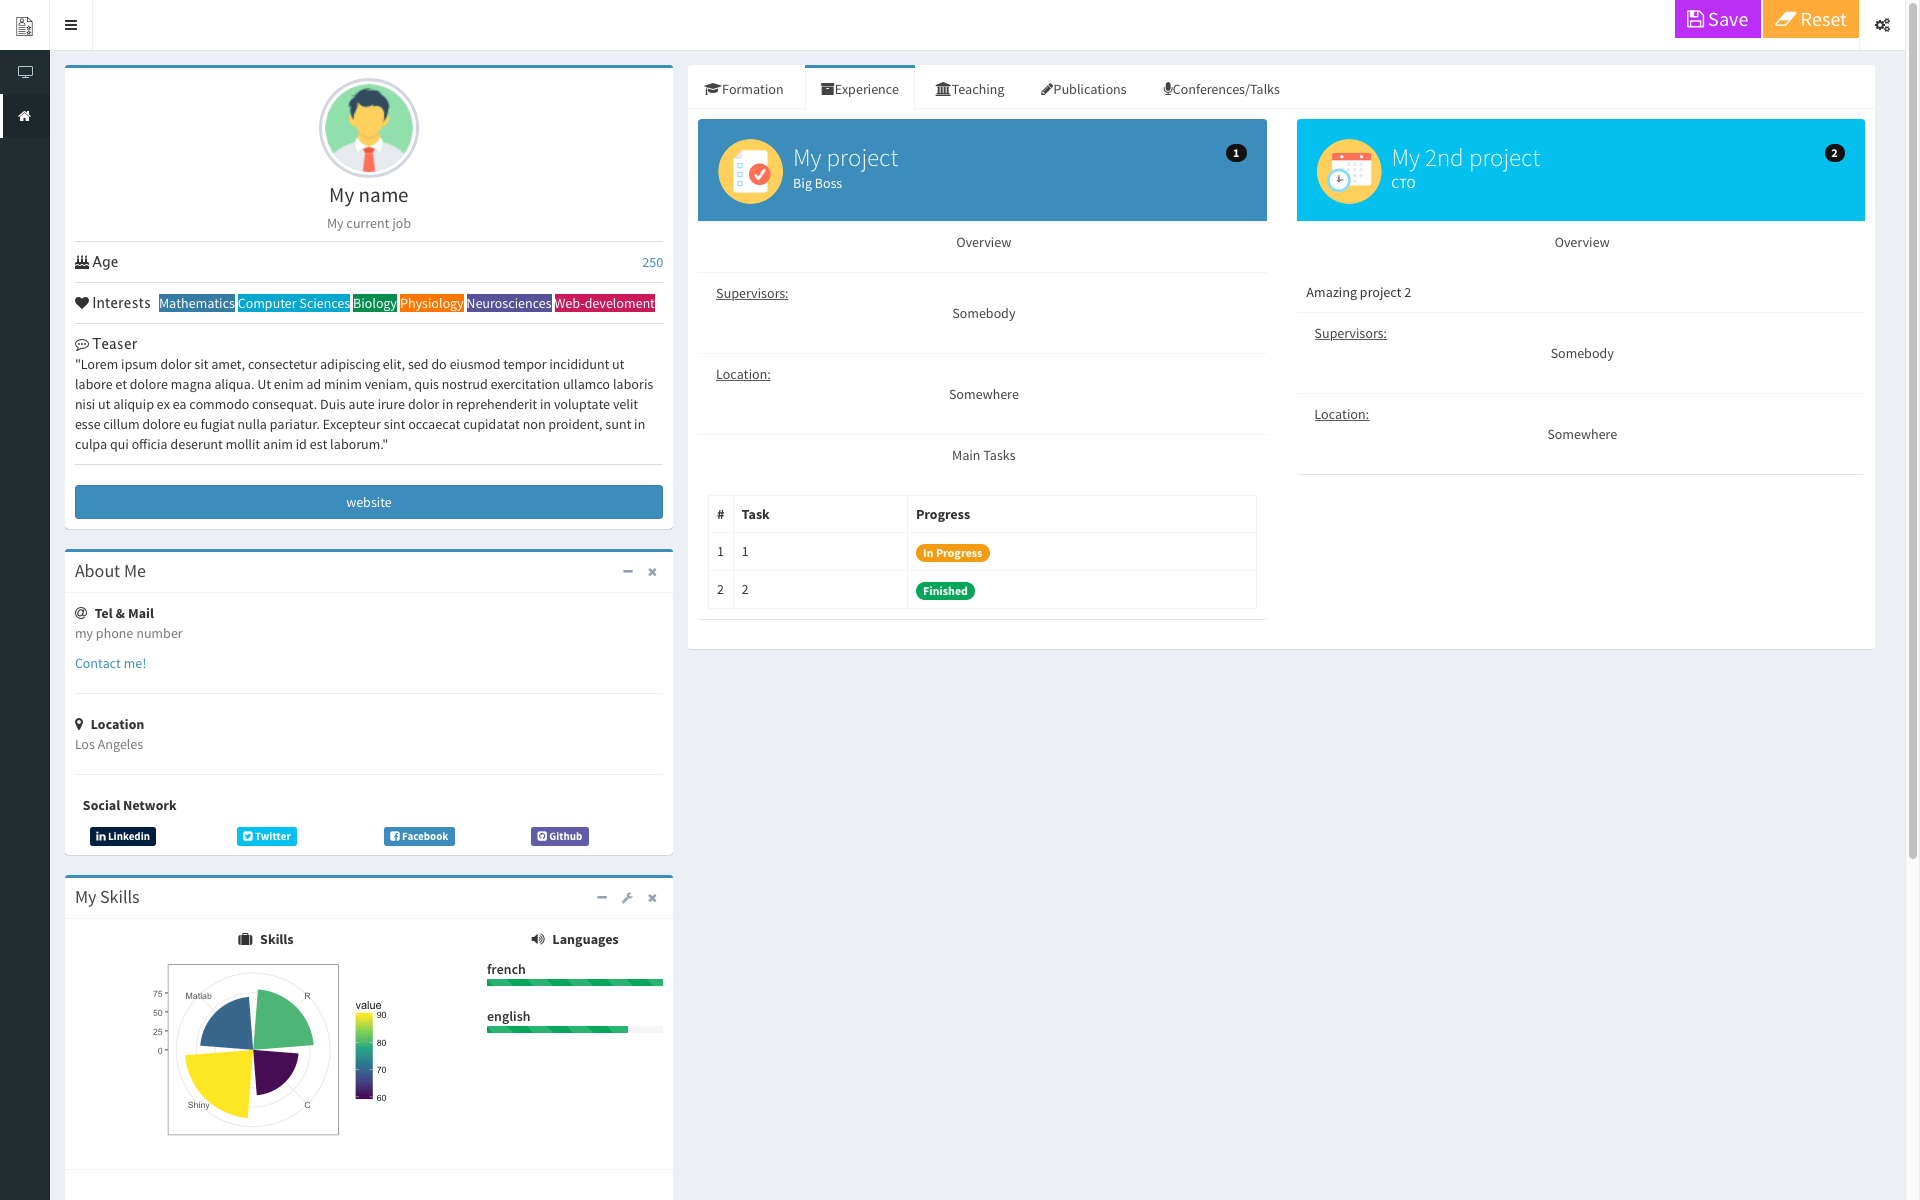 Save
Reset
My name
My current job
Age 250
Interests Mathematics Computer Sciences Biology Physiology Neurosciences Web-develoment
Teaser
"Lorem ipsum dolor sit amet, consectetur adipiscing elit, sed do eiusmod tempor incididunt ut
labore et dolore magna aliqua. Ut enim ad minim veniam, quis nostrud exercitation ullamco laboris
nisi ut aliquip ex ea commodo consequat. Duis aute irure dolor in reprehenderit in voluptate velit
esse cillum dolore eu fugiat nulla pariatur. Excepteur sint occaecat cupidatat non proident, sunt in
culpa qui officia deserunt mollit anim id est laborum."
website
About Me
Tel & Mail
my phone number
Contact me!
Location
Los Angeles
Social Network
Linkedin Twitter Facebook Github
My Skills
Skills
Matlab
R
Shiny
C
75
50
25
0
value
90
80
70
60
Languages
french
english
Formation Experience Teaching Publications Conferences/Talks
My project
Big Boss
1
Overview
Supervisors:
Somebody
Location:
Somewhere
Main Tasks
# Task Progress
1 1 In Progress
2 2 Finished
My 2nd project
CTO
2
Overview
Amazing project 2
Supervisors:
Somebody
Location:
Somewhere